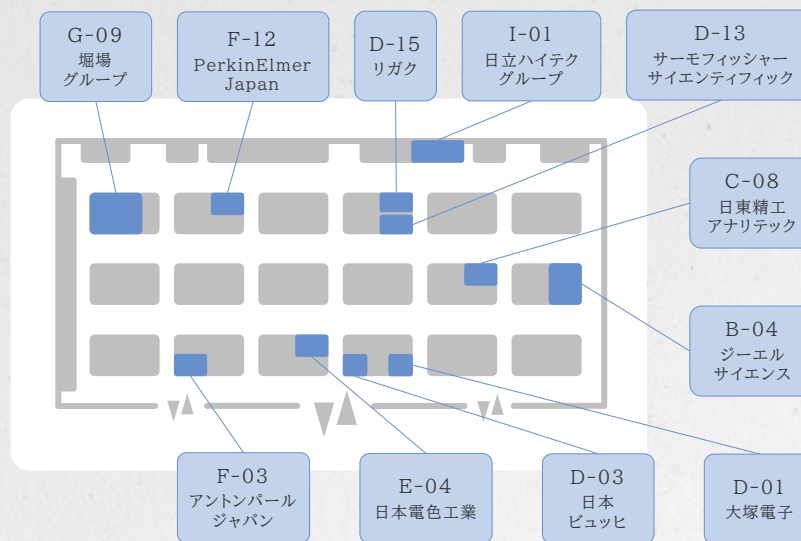 G-09
堀場
グループ
F-12
PerkinElmer
Japan
D-15
リガク
I-01
日立ハイテク
グループ
D-13
サーモフィッシャー
サイエンティフィック
C-08
日東精工
アナリテック
B-04
ジーエル
サイエンス
F-03
アントンパール
ジャパン
E-04
日本電色工業
D-03
日本
ビュッヒ
D-01
大塚電子